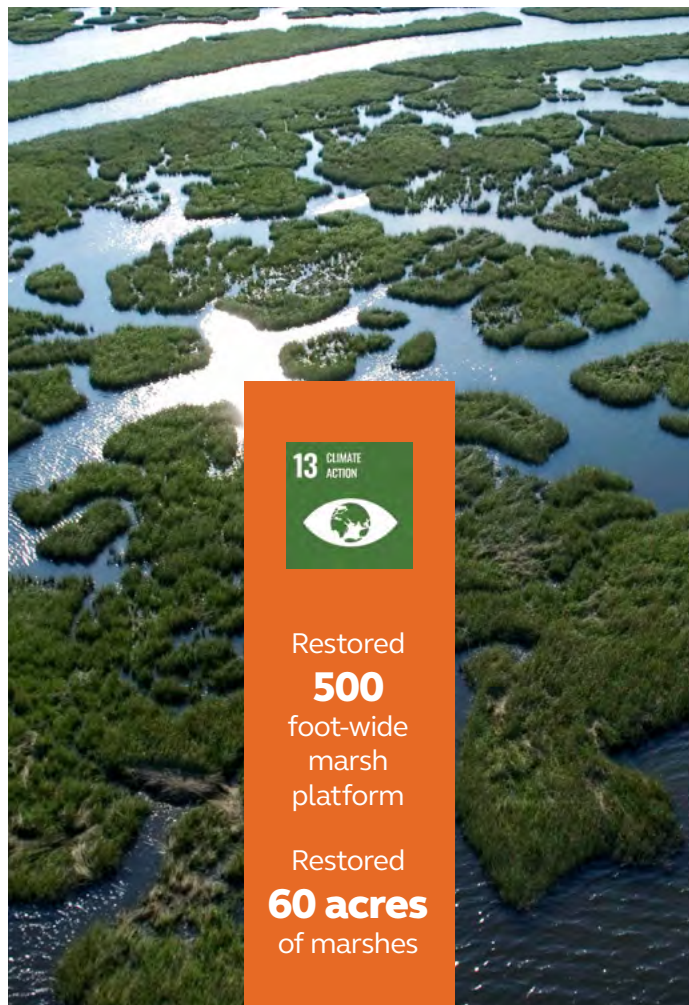 13 CLIMATE
ACTION
Restored
500
foot-wide
marsh
platform
Restored
60 acres
of marshes